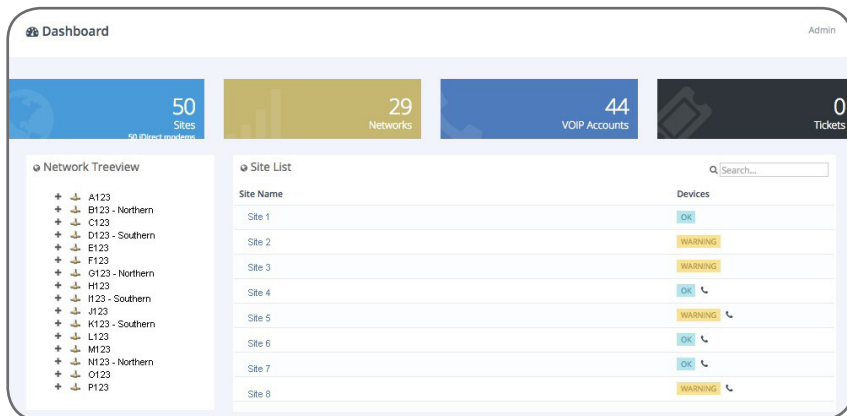 Dashboard
Admin
50
Sites
50 iDirect modems
29
Networks
44
VOIP Accounts
0
Tickets
Network Treeview
A123
B123 - Northern
C123
D123 - Southern
E123
F123
G123 - Northern
H123
I123 - Southern
J123
K123 - Southern
L123
M123
N123 - Northern
O123
P123
Site List
Search...
Site Name Devices
Site 1 OK
Site 2 WARNING
Site 3 WARNING
Site 4 OK
Site 5 WARNING
Site 6 OK
Site 7 OK
Site 8 WARNING